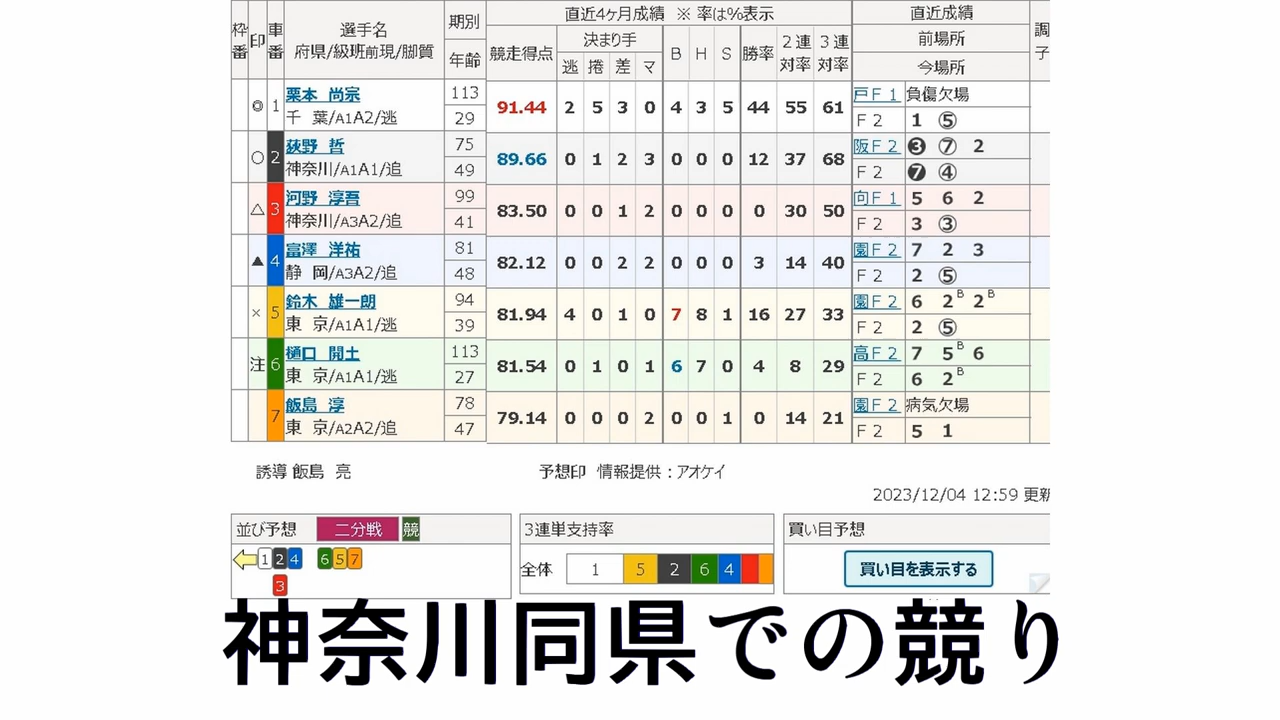 枠番 印 車番 選手名 府県/級班前現/脚質 期別 年齢 直近4ヶ月成績 ※ 率は%表示 直近成績 調子
競走得点 決まり手 B H S 勝率 2連対率 3連対率 前場所
逃 捲 差 マ 今場所
◎ 1 栗本 尚宗 113 91.44 2 5 3 0 4 3 5 44 55 61 戸F1 負傷欠場
千 葉/A1A2/逃 29 F2 1 ⑤
○ 2 萩野 哲 75 89.66 0 1 2 3 0 0 0 12 37 68 阪F2 ❸ ⑦ 2
神奈川/A1A1/追 49 F2 ❼ ④
△ 3 河野 淳吾 99 83.50 0 0 1 2 0 0 0 0 30 50 向F1 5 6 2
神奈川/A3A2/追 41 F2 3 ③
▲ 4 富澤 洋祐 81 82.12 0 0 2 2 0 0 0 3 14 40 園F2 7 2 3
静 岡/A3A2/追 48 F2 2 ⑤
× 5 鈴木 雄一朗 94 81.94 4 0 1 0 7 8 1 16 27 33 園F2 6 2B 2B
東 京/A1A1/逃 39 F2 2 ⑤
注 6 樋口 開土 113 81.54 0 1 0 1 6 7 0 4 8 29 高F2 7 5B 6
東 京/A1A1/逃 27 F2 6 2B
7 飯島 淳 78 79.14 0 0 0 2 0 0 1 0 14 21 園F2 病気欠場
東 京/A2A2/追 47 F2 5 1
誘導 飯島 亮 予想印 情報提供：アオケイ
2023/12/04 12:59 更新
並び予想 二分戦 競 3連単支持率 買い目予想
1 2 4 6 5 7 全体 1 5 2 6 4 買い目を表示する
3
神奈川同県での競り